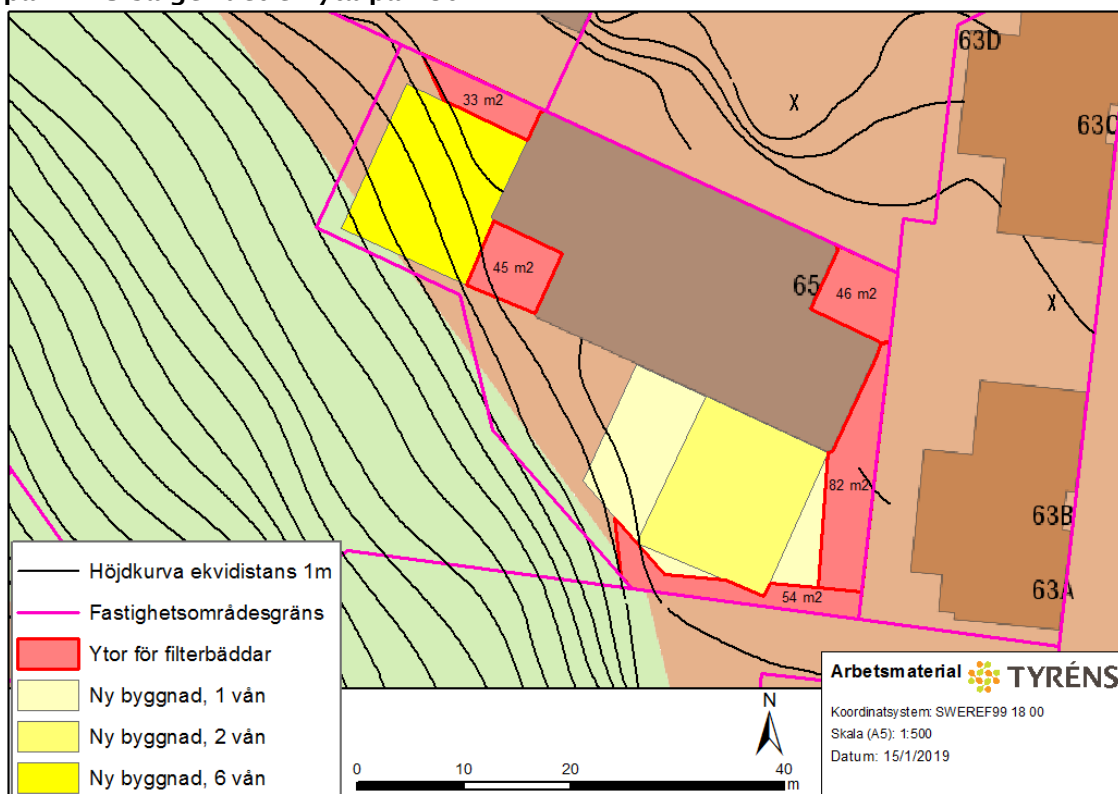 33 m2
45 m2
65
46 m2
82 m2
54 m2
63D
63C
63B
63A
X
X
Höjdkurva ekvidistans 1m
Fastighetsområdesgräns
Ytor för filterbäddar
Ny byggnad, 1 vån
Ny byggnad, 2 vån
Ny byggnad, 6 vån
N
0 10 20 40
m
Arbetsmaterial TYRÉNS
Koordinatsystem: SWEREF99 18 00
Skala (A5): 1:500
Datum: 15/1/2019